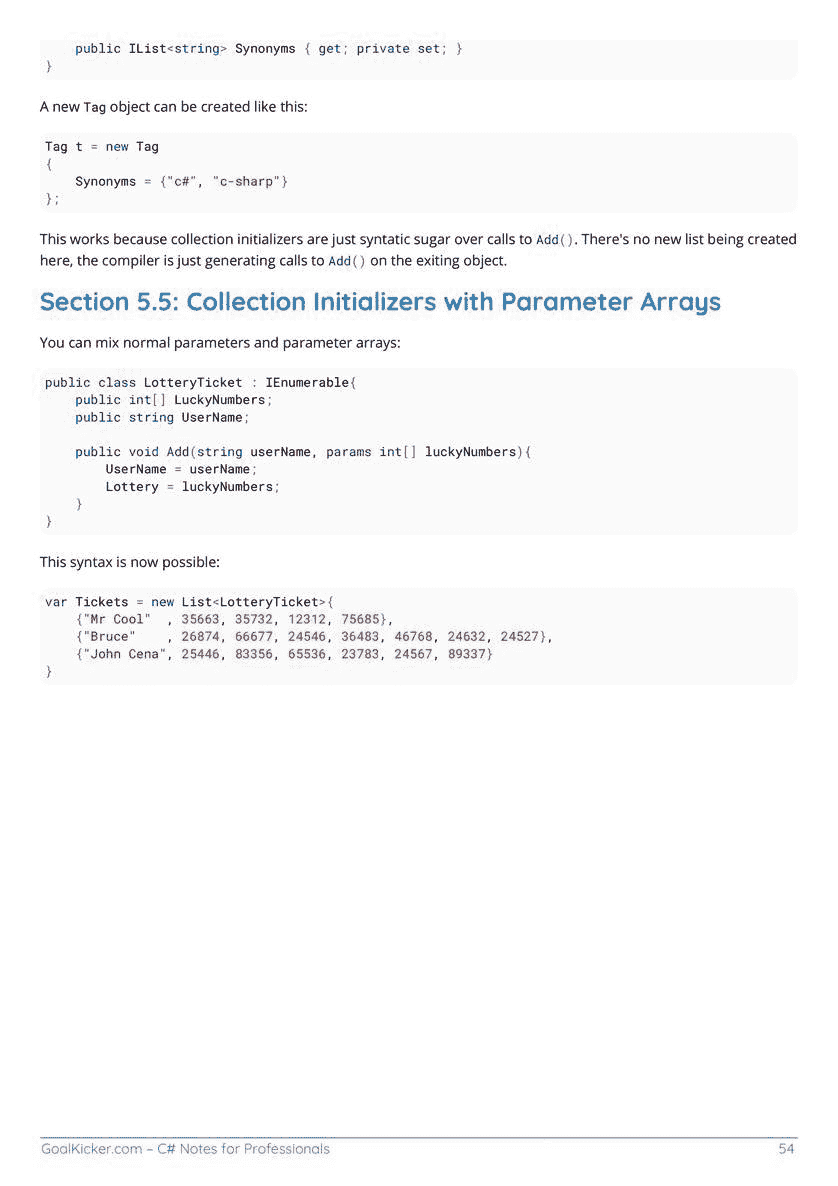 public IList<string> Synonyms { get; private set; }
}
A new Tag object can be created like this:
Tag t = new Tag
{
    Synonyms = {"c#", "c-sharp"}
};
This works because collection initializers are just syntatic sugar over calls to Add(). There's no new list being created
here, the compiler is just generating calls to Add() on the exiting object.
Section 5.5: Collection Initializers with Parameter Arrays
You can mix normal parameters and parameter arrays:
public class LotteryTicket : IEnumerable{
    public int[] LuckyNumbers;
    public string UserName;
    public void Add(string userName, params int[] luckyNumbers){
        UserName = userName;
        Lottery = luckyNumbers;
    }
}
This syntax is now possible:
var Tickets = new List<LotteryTicket>{
    {"Mr Cool"  , 35663, 35732, 12312, 75685},
    {"Bruce"    , 26874, 66677, 24546, 36483, 46768, 24632, 24527},
    {"John Cena", 25446, 83356, 65536, 23783, 24567, 89337}
}
GoalKicker.com – C# Notes for Professionals 54